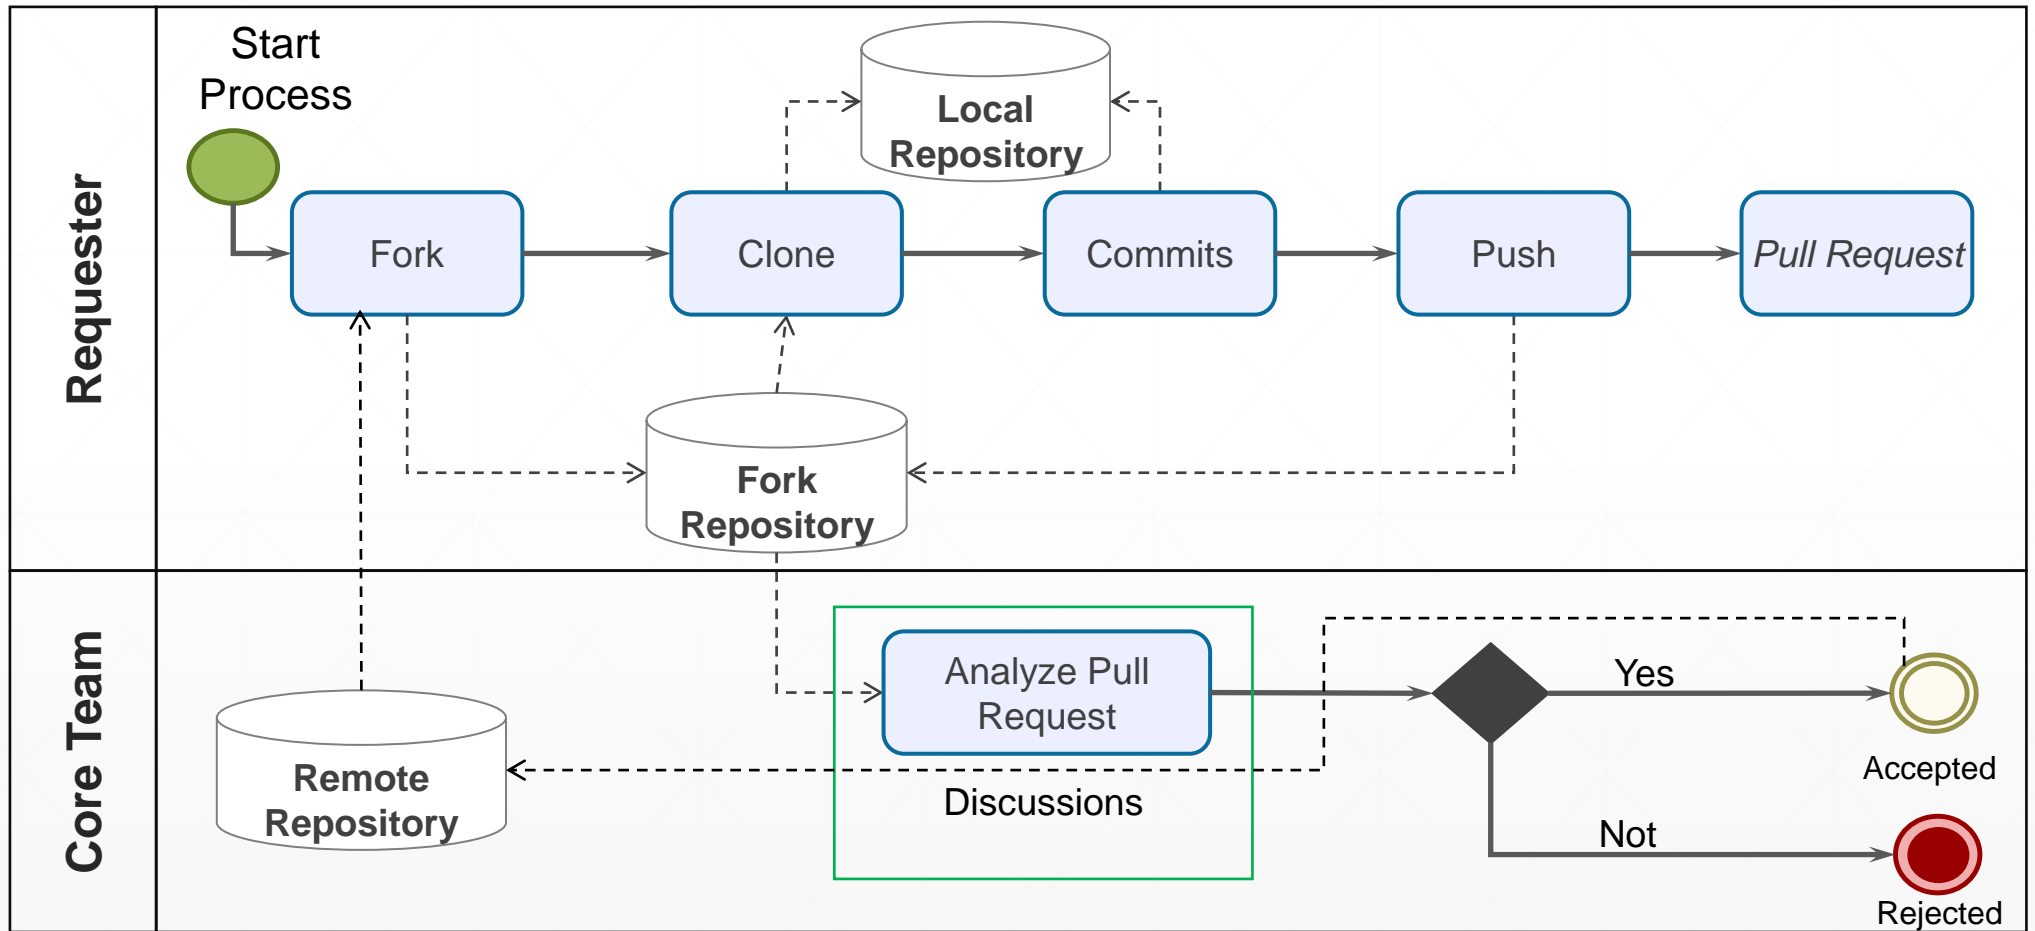 Requester
Start
Process
Local
Repository
Fork
Clone
Commits
Push
Pull Request
Fork
Repository
Core Team
Remote
Repository
Analyze Pull
Request
Discussions
Yes
Accepted
Not
Rejected